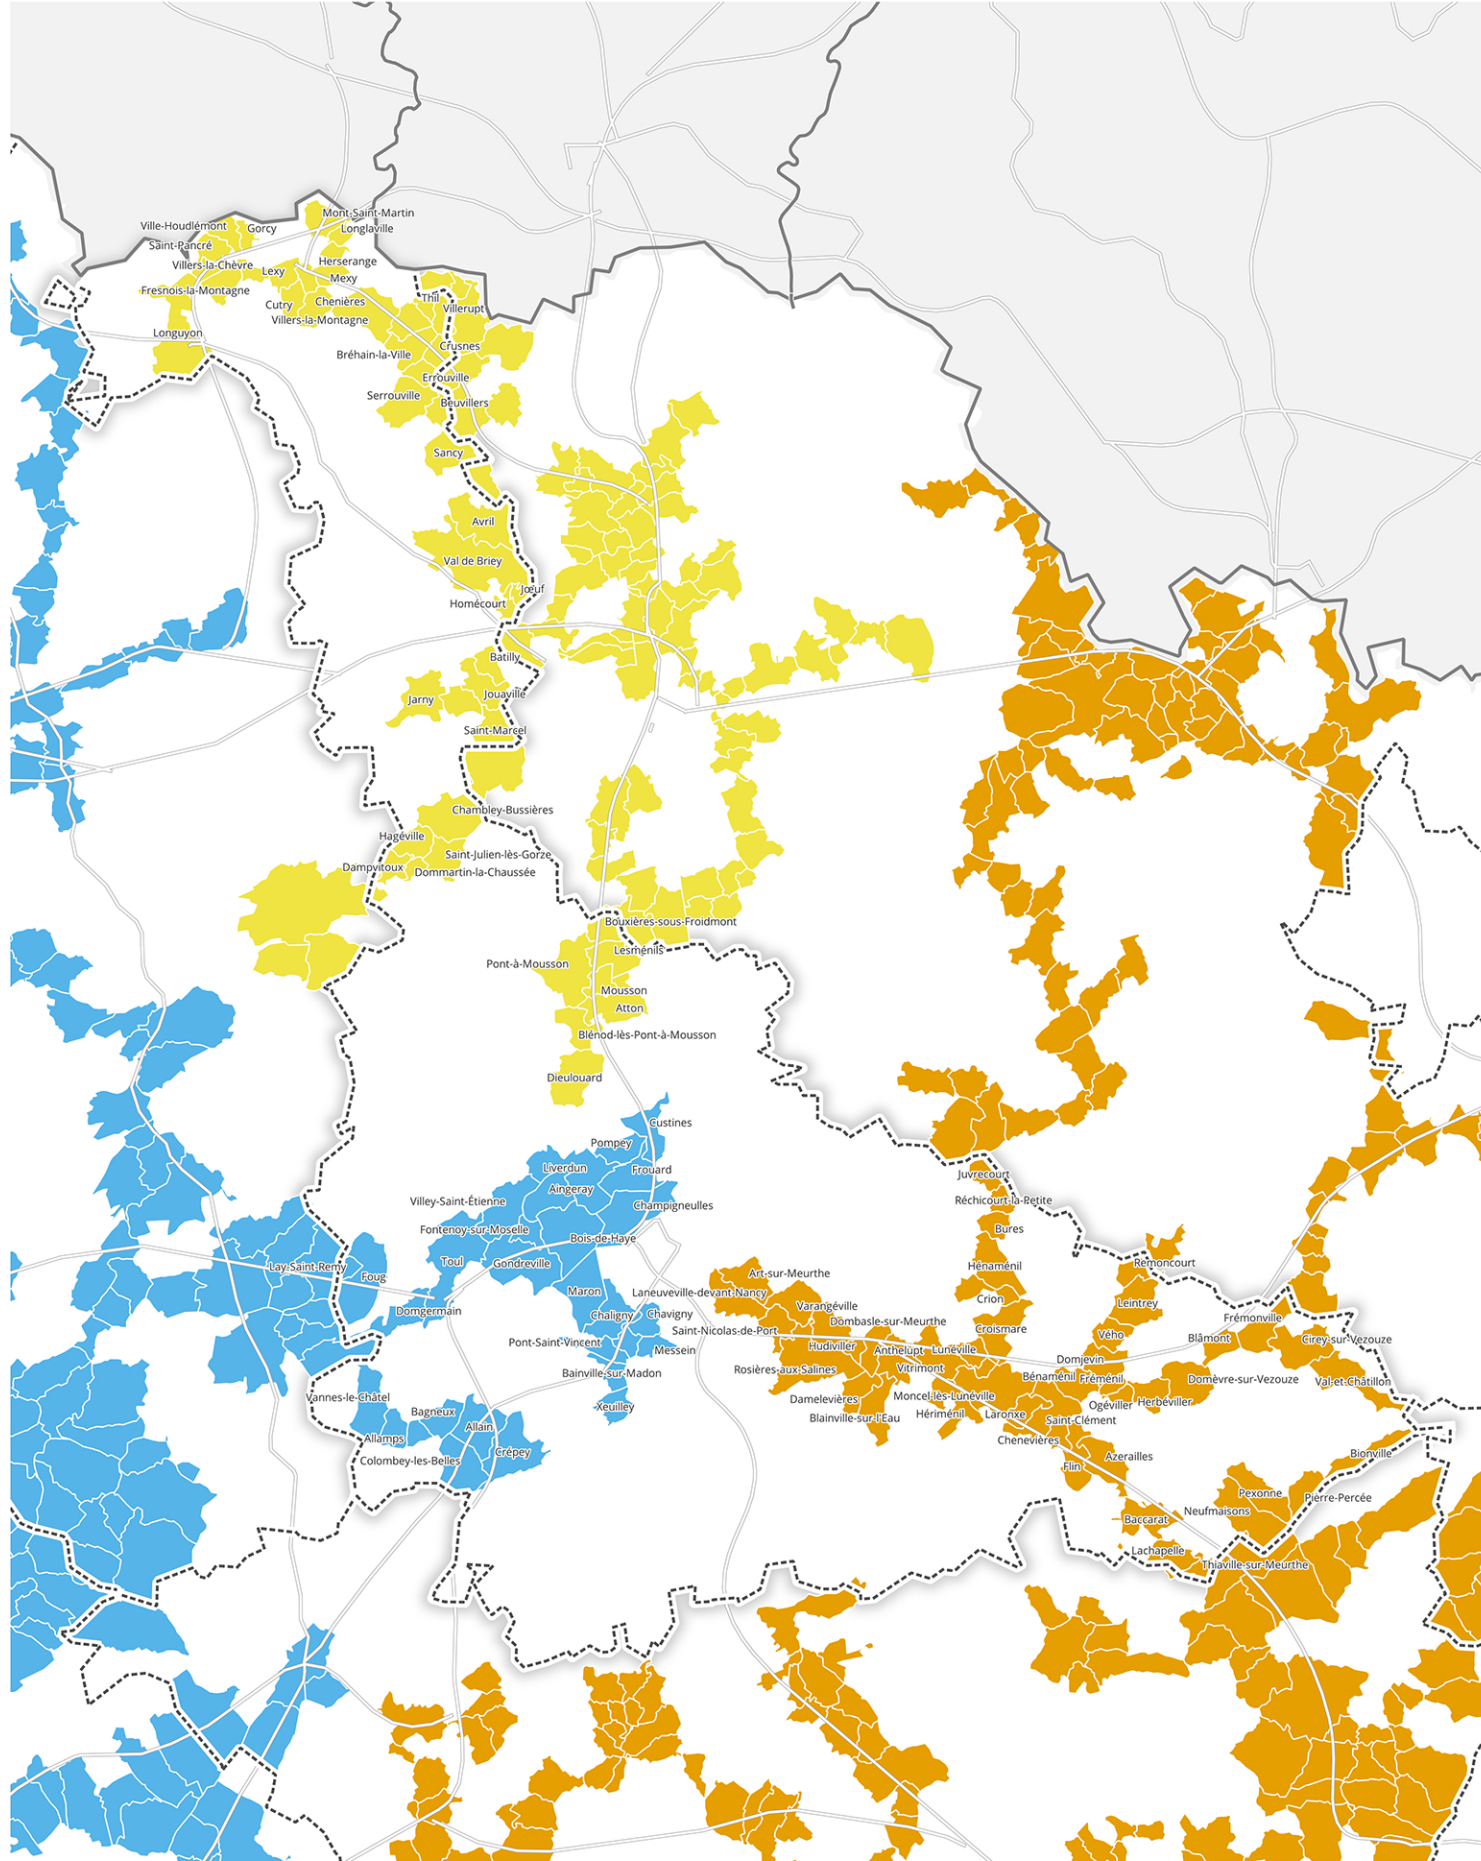 Mont-Saint-Martin
Ville-Houdlémont
Gorcy
Longlaville
Saint-Pancré
Herserange
Villers-la-Chèvre
Lexy
Mexy
Fresnois-la-Montagne
Thil
Cutry
Chenières
Villerupt
Villers-la-Montagne
Longuyon
Crusnes
Bréhain-la-Ville
Errouville
Serrouville
Beuvillers
Sancy
Avril
Val de Briey
Jœuf
Homécourt
Batilly
Jarny
Jouaville
Saint-Marcel
Chambley-Bussières
Hagéville
Saint-Julien-lès-Gorze
Dampvitoux
Dommartin-la-Chaussée
Bouxières-sous-Froidmont
Lesménils
Pont-à-Mousson
Mousson
Atton
Blénod-lès-Pont-à-Mousson
Dieulouard
Custines
Pompey
Liverdun
Frouard
Juvrecourt
Aingeray
Villey-Saint-Étienne
Réchicourt-la-Petite
Champigneulles
Fontenoy-sur-Moselle
Bures
Bois-de-Haye
Toul
Gondreville
Remoncourt
Lay-Saint-Remy
Hénaménil
Foug
Art-sur-Meurthe
Maron
Laneuveville-devant-Nancy
Crion
Leintrey
Varangéville
Domgermain
Chaligny
Chavigny
Dombasle-sur-Meurthe
Frémonville
Saint-Nicolas-de-Port
Croismare
Vého
Blâmont
Cirey-sur-Vezouze
Pont-Saint-Vincent
Messein
Hudiviller
Anthelupt
Lunéville
Domjevin
Bainville-sur-Madon
Rosières-aux-Salines
Vitrimont
Bénaménil
Fréménil
Domèvre-sur-Vezouze
Val-et-Châtillon
Vannes-le-Châtel
Damelevières
Moncel-lès-Lunéville
Ogéviller
Herbéviller
Bagneux
Xeuilley
Blainville-sur-l'Eau
Hériménil
Laronxe
Saint-Clément
Allain
Allamps
Chenevières
Crépey
Azerailles
Bionville
Colombey-les-Belles
Flin
Pexonne
Pierre-Percée
Neufmaisons
Baccarat
Lachapelle
Thiaville-sur-Meurthe